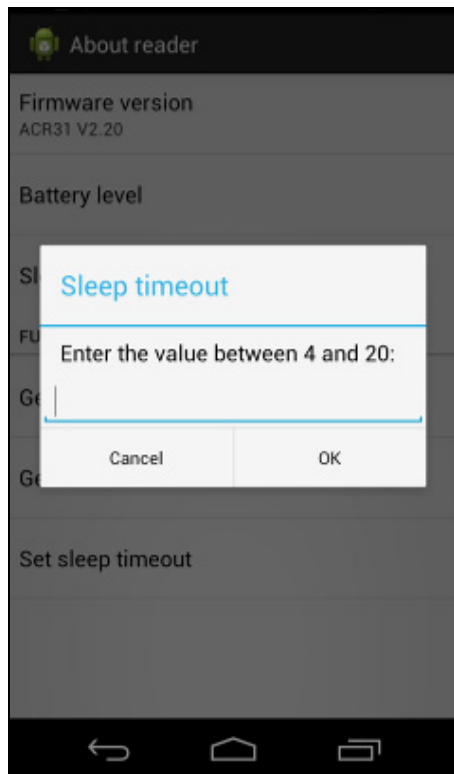 About reader
Firmware version
ACR31 V2.20
Battery level
Sleep timeout
Enter the value between 4 and 20:
Cancel
OK
Set sleep timeout